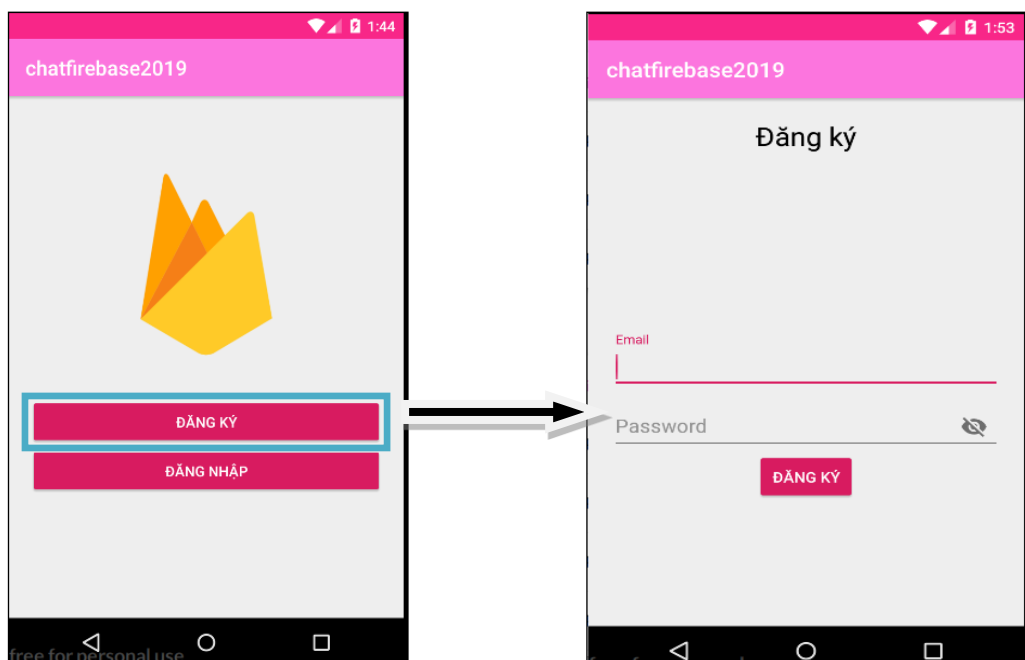 1:44
chatfirebase2019
ĐĂNG KÝ
ĐĂNG NHẬP
free for personal use
1:53
chatfirebase2019
Đăng ký
Email
Password
ĐĂNG KÝ